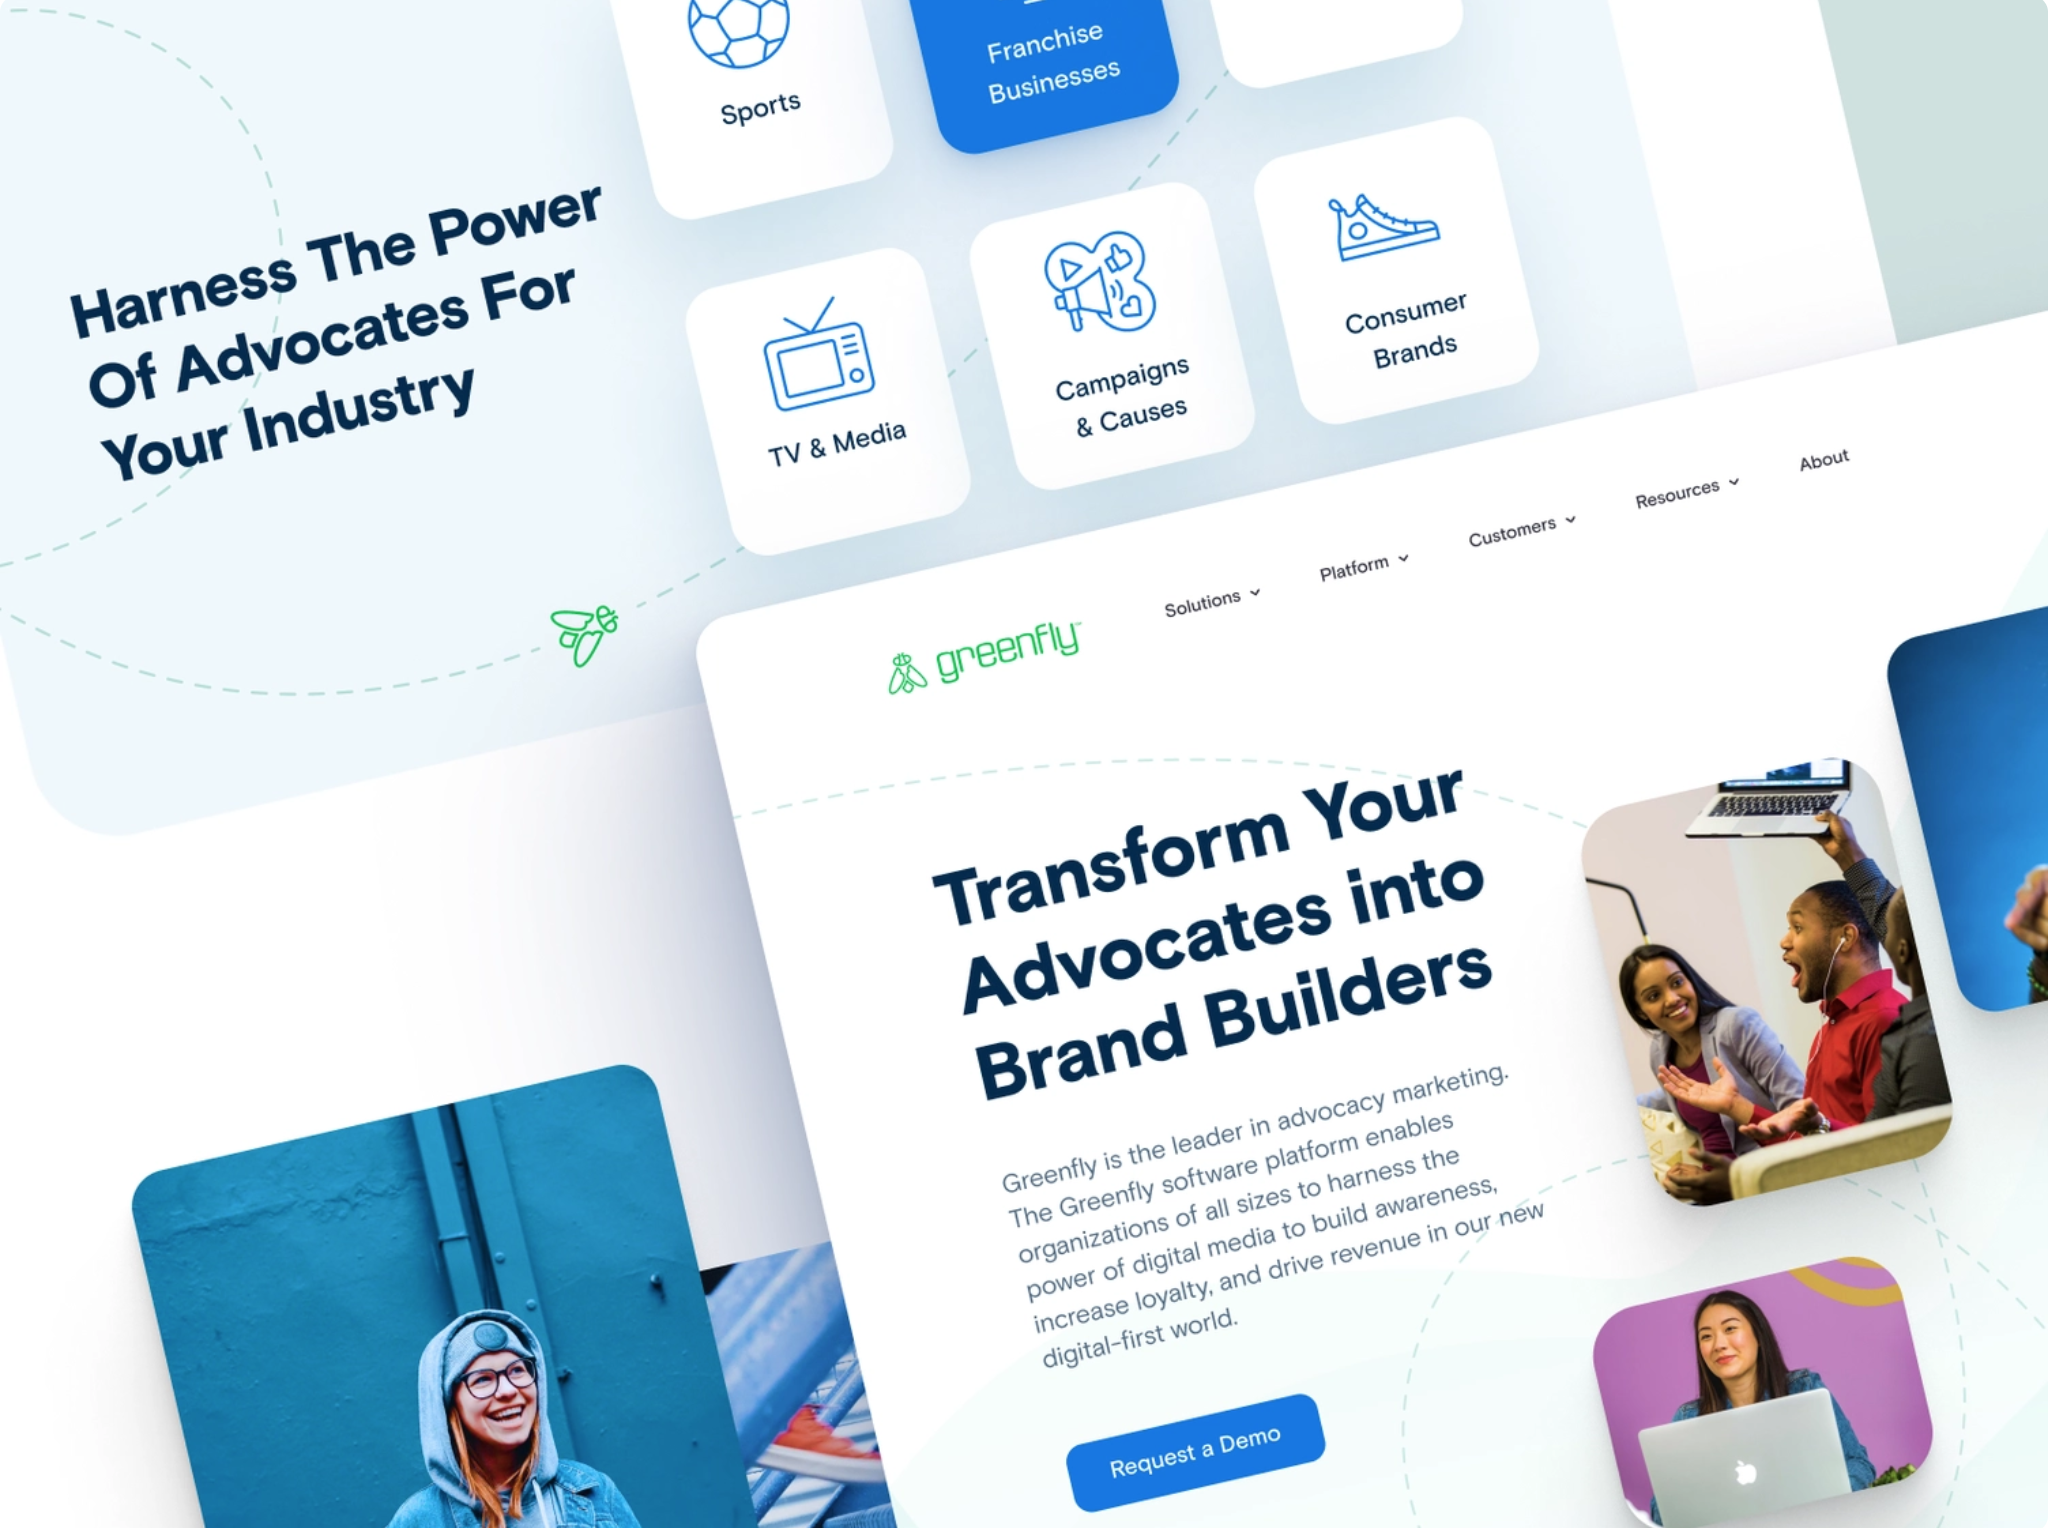 Sports
Franchise
Businesses
Harness The Power
Of Advocates For
Your Industry
TV & Media
Campaigns
& Causes
Consumer
Brands
greenfly™
Solutions
Platform
Customers
Resources
About
Transform Your
Advocates into
Brand Builders
Greenfly is the leader in advocacy marketing.
The Greenfly software platform enables
organizations of all sizes to harness the
power of digital media to build awareness,
increase loyalty, and drive revenue in our new
digital-first world.
Request a Demo